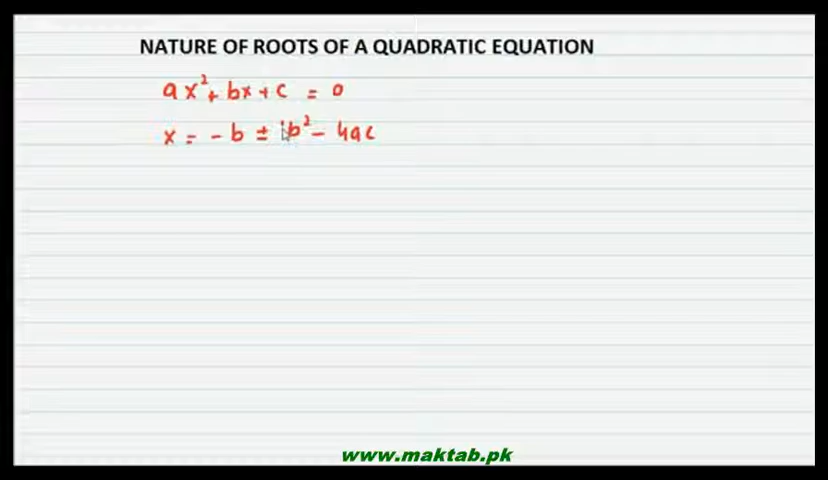 NATURE OF ROOTS OF A QUADRATIC EQUATION
ax² + bx + c = 0
x = - b ± b² - 4ac
www.maktab.pk